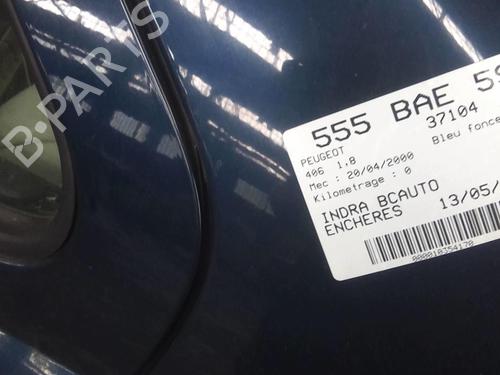 B-PARTS
555 BAE 59
37104
PEUGEOT
Bleu fonce
406 1,8
Mec : 20/04/2000
Kilometrage : 0
INDRA BCAUTO
ENCHERES 13/05/
000010354170